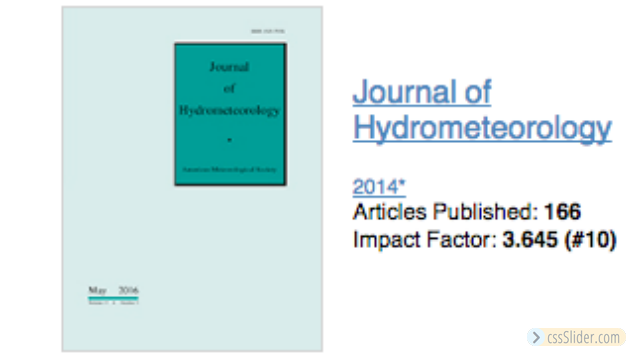 Journal
of
Hydrometeorology
American Meteorological Society
May 2016
Journal of
Hydrometeorology
2014*
Articles Published: 166
Impact Factor: 3.645 (#10)
cssSlider.com